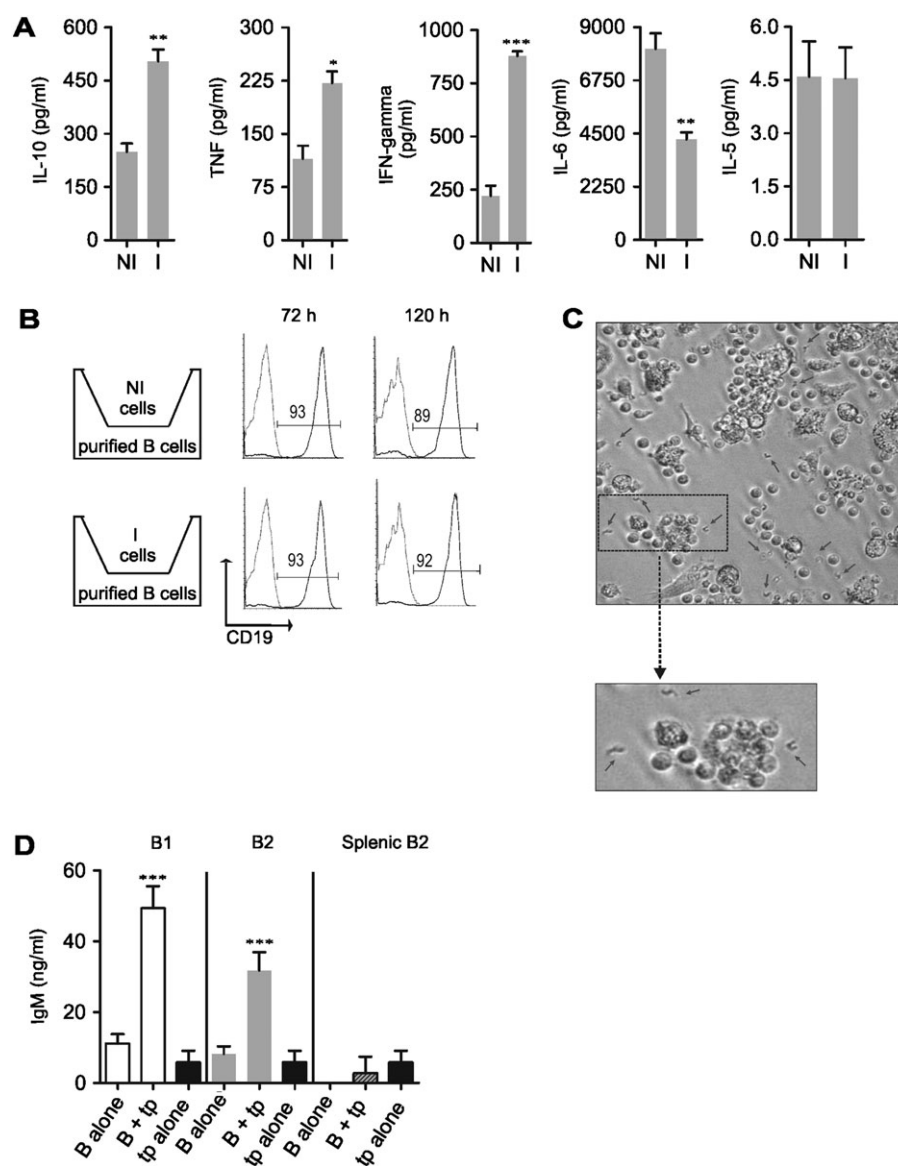 A
IL-10 (pg/ml)
600
450
300
150
0
**
NI I
TNF (pg/ml)
300
225
150
75
0
*
NI I
IFN-gamma
(pg/ml)
1000
750
500
250
0
***
NI I
IL-6 (pg/ml)
9000
6750
4500
2250
0
**
NI I
IL-5 (pg/ml)
6.0
4.5
3.0
1.5
0.0
NI I
B
72 h 120 h
NI
cells
purified B cells
93
89
I
cells
purified B cells
93
92
CD19
C
D
B1 B2 Splenic B2
IgM (ng/ml)
60
40
20
0
***
***
B alone
B + tp
tp alone
B alone
B + tp
tp alone
B alone
B + tp
tp alone